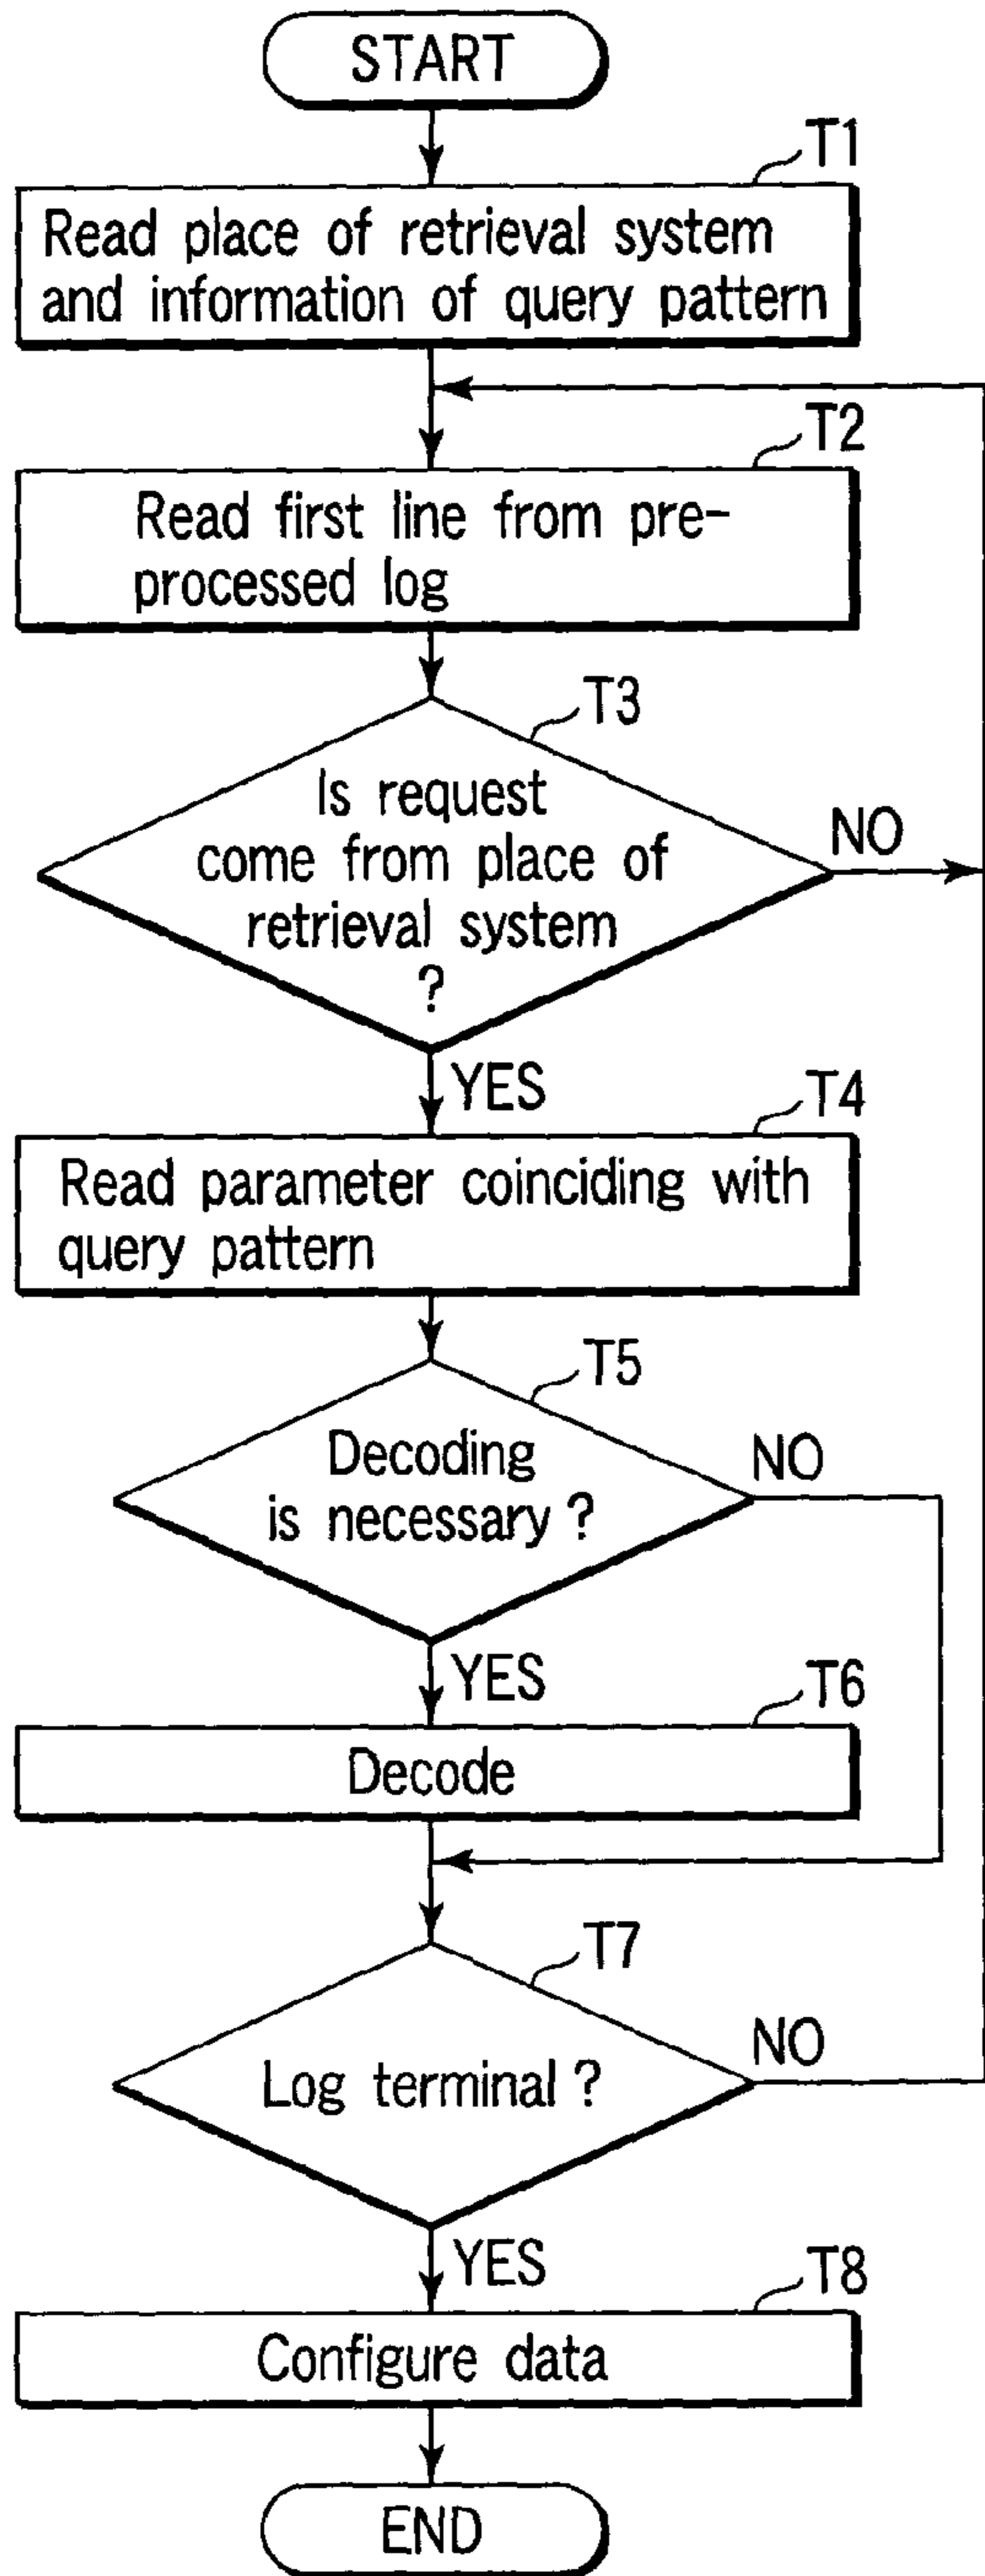 START
T1
Read place of retrieval system
and information of query pattern
T2
Read first line from pre-
processed log
T3
Is request
come from place of
retrieval system
?
NO
YES
T4
Read parameter coinciding with
query pattern
T5
Decoding
is necessary ?
NO
YES
T6
Decode
T7
Log terminal ?
NO
YES
T8
Configure data
END